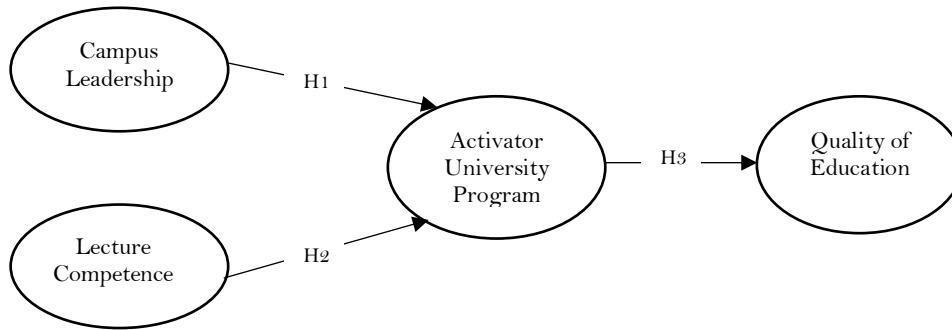 Campus
Leadership
H1
Activator
University
Program
H3
Quality of
Education
H2
Lecture
Competence